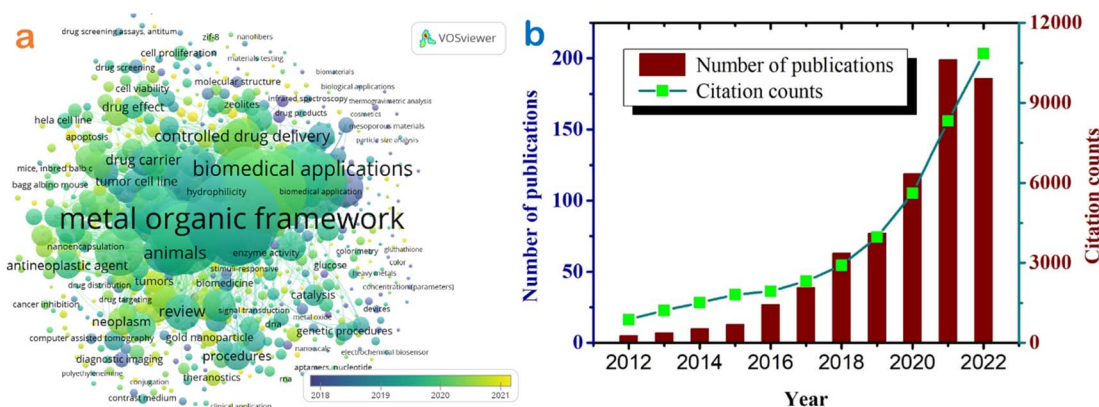 a
VOSviewer
drug screening assays, antitum
zif-8
nanofibers
cell proliferation
materials testing
drug screening
molecular structure
biomaterials
cell viability
biological applications
drug effect
zeolites
infrared spectroscopy
thermogravimetric analysis
hela cell line
drug products
cosmetics
apoptosis
controlled drug delivery
mesoporous materials
particle size analysis
drug carrier
mice, inbred balb c
biomedical applications
bagg albino mouse
tumor cell line
hydrophilicity
biomedical application
metal organic framework
nanoencapsulation
animals
enzyme activity
colorimetry
gluthathione
color
antineoplastic agent
stimuli-responsive
glucose
heavy metals
drug distribution
tumors
biomedicine
concentration (parameters)
cancer inhibition
drug targeting
catalysis
review
signal transduction
devices
neoplasm
dna
metal oxide
genetic procedures
computer assisted tomography
gold nanoparticle
diagnostic imaging
procedures
electrochemical biosensor
polyethyleneimine
aptamers, nucleotide
conjugation
theranostics
rna
contrast medium
clinical application
2018 2019 2020 2021
b
Number of publications
Citation counts
200
150
100
50
0
Number of publications
12000
9000
6000
3000
0
Citation counts
2012 2014 2016 2018 2020 2022
Year